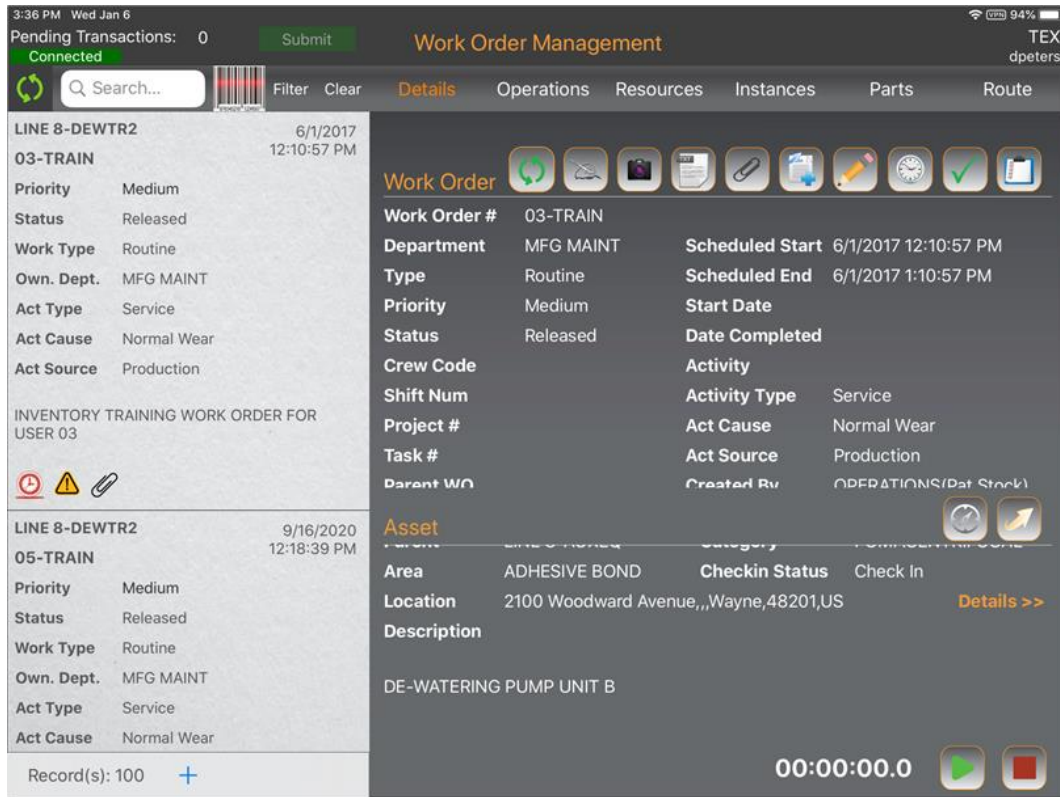 3:36 PM Wed Jan 6
VPN 94%
Pending Transactions: 0
Submit
Connected
Work Order Management
TEX
dpeters
Search...
Filter Clear
Details Operations Resources Instances Parts Route
LINE 8-DEWTR2 6/1/2017
03-TRAIN 12:10:57 PM
Priority Medium
Status Released
Work Type Routine
Own. Dept. MFG MAINT
Act Type Service
Act Cause Normal Wear
Act Source Production
INVENTORY TRAINING WORK ORDER FOR
USER 03
LINE 8-DEWTR2 9/16/2020
05-TRAIN 12:18:39 PM
Priority Medium
Status Released
Work Type Routine
Own. Dept. MFG MAINT
Act Type Service
Act Cause Normal Wear
Record(s): 100 +
Work Order
Work Order # 03-TRAIN
Department MFG MAINT Scheduled Start 6/1/2017 12:10:57 PM
Type Routine Scheduled End 6/1/2017 1:10:57 PM
Priority Medium Start Date
Status Released Date Completed
Crew Code Activity
Shift Num Activity Type Service
Project # Act Cause Normal Wear
Task # Act Source Production
Parent WO Created By OPERATIONS(Pat Stock)
Asset
Area ADHESIVE BOND Checkin Status Check In
Location 2100 Woodward Avenue,,,Wayne,48201,US Details >>
Description
DE-WATERING PUMP UNIT B
00:00:00.0